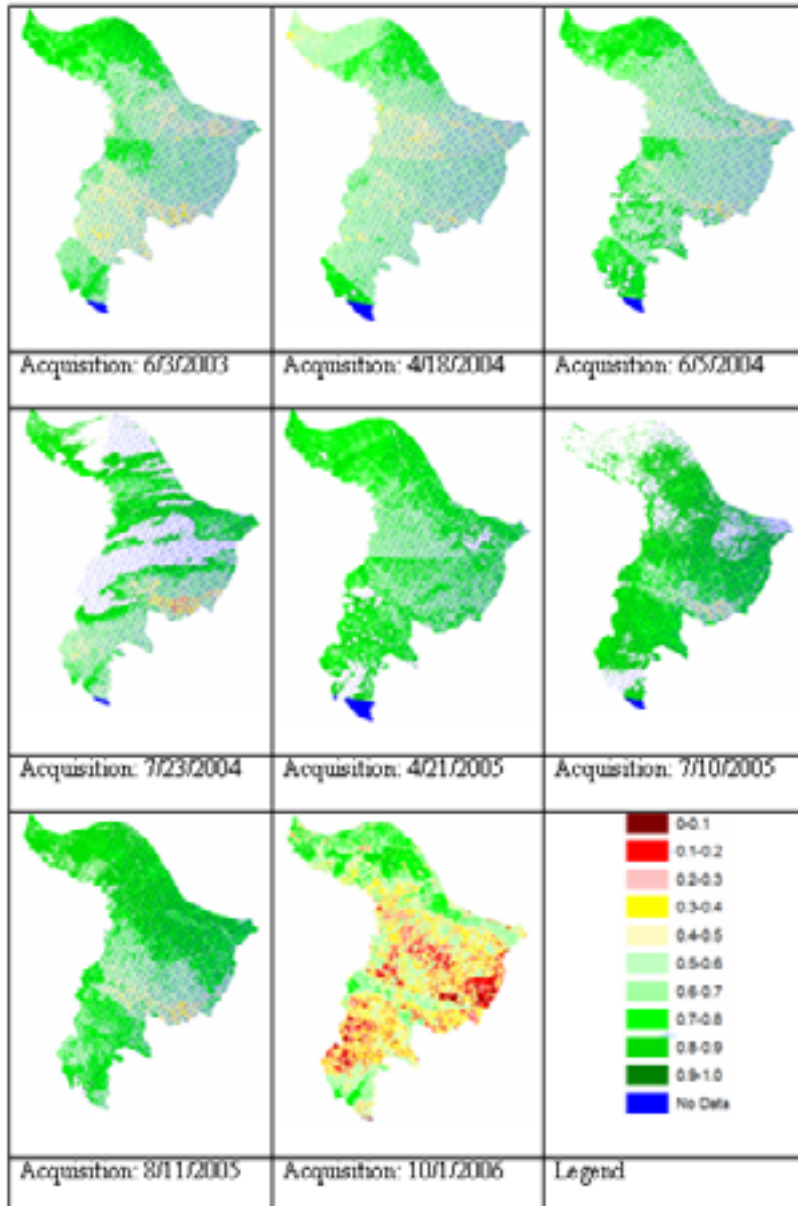 Acquisition: 6/3/2003
Acquisition: 4/18/2004
Acquisition: 6/5/2004
Acquisition: 7/23/2004
Acquisition: 4/21/2005
Acquisition: 7/10/2005
0-0.1
0.1-0.2
0.2-0.3
0.3-0.4
0.4-0.5
0.5-0.6
0.6-0.7
0.7-0.8
0.8-0.9
0.9-1.0
No Data
Acquisition: 8/11/2005
Acquisition: 10/1/2006
Legend